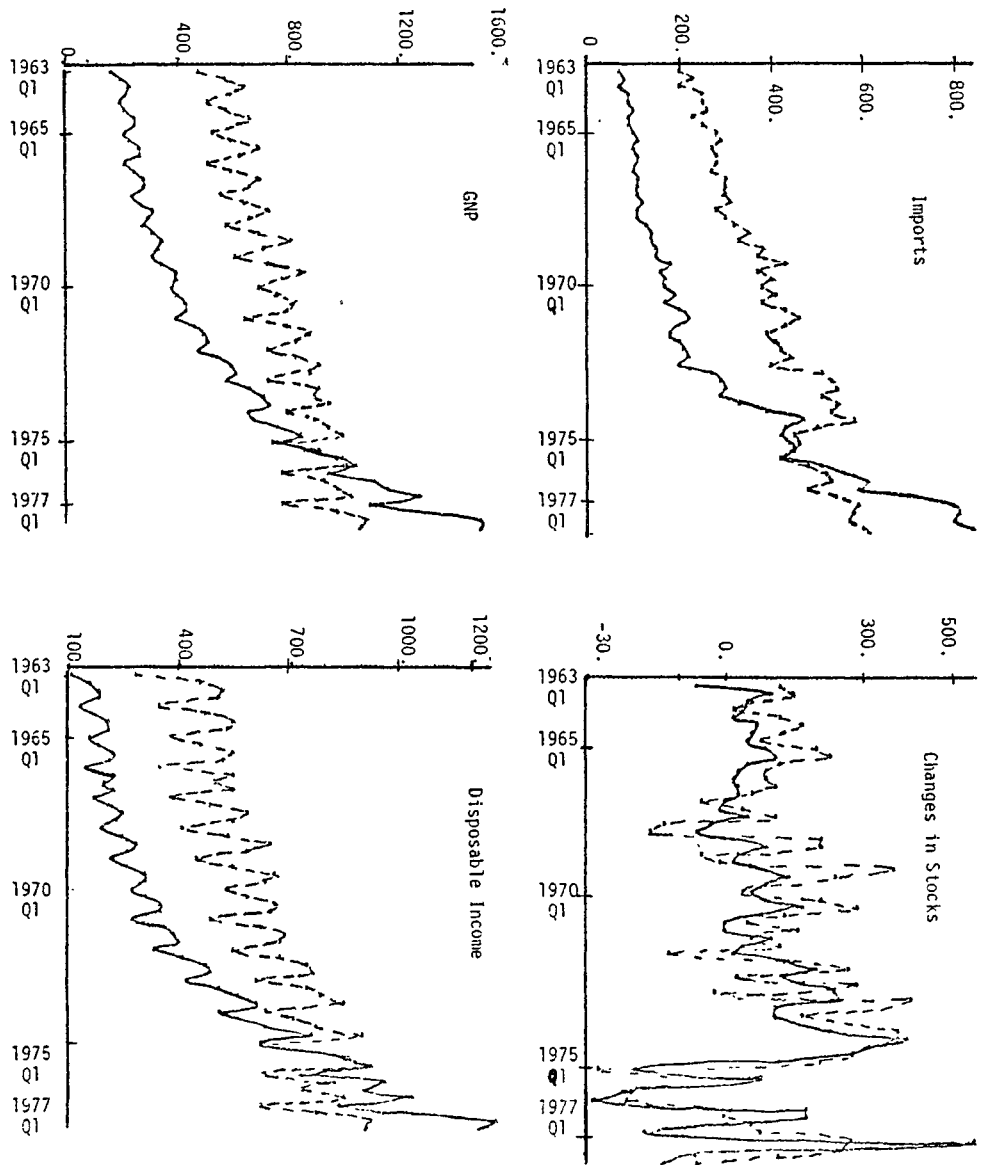 GNP
1600.
1200.
800.
400.
0.
1963
Q1
1965
Q1
1970
Q1
1975
Q1
1977
Q1
Imports
800.
600.
400.
200.
0
1963
Q1
1965
Q1
1970
Q1
1975
Q1
1977
Q1
Disposable Income
1200.
1000.
700
400.
100
1963
Q1
1965
Q1
1970
Q1
1975
Q1
1977
Q1
Changes in Stocks
500.
300.
0.
-30.
1963
Q1
1965
Q1
1970
Q1
1975
Q1
1977
Q1